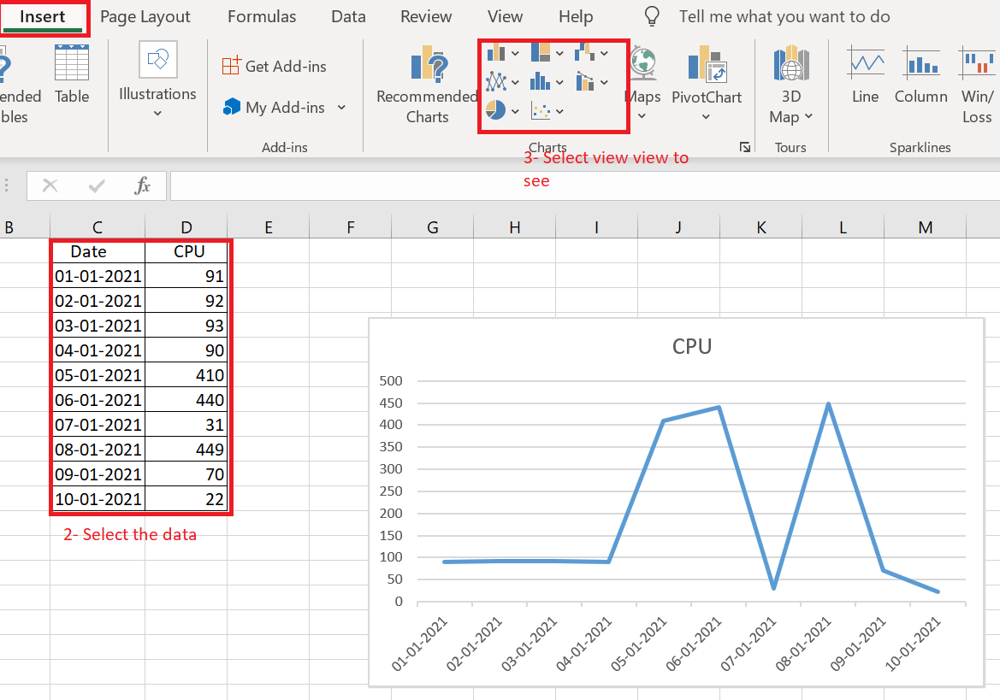 Insert Page Layout Formulas Data Review View Help Tell me what you want to do
ended
bles
Table
Illustrations
Get Add-ins
My Add-ins
Add-ins
Recommended
Charts
Maps
PivotChart
Charts
3D
Map
Tours
Line
Column
Win/
Loss
Sparklines
3- Select view view to
see
fx
B C D E F G H I J K L M
Date CPU
01-01-2021 91
02-01-2021 92
03-01-2021 93
04-01-2021 90
05-01-2021 410
06-01-2021 440
07-01-2021 31
08-01-2021 449
09-01-2021 70
10-01-2021 22
2- Select the data
CPU
500
450
400
350
300
250
200
150
100
50
0
01-01-2021 02-01-2021 03-01-2021 04-01-2021 05-01-2021 06-01-2021 07-01-2021 08-01-2021 09-01-2021 10-01-2021